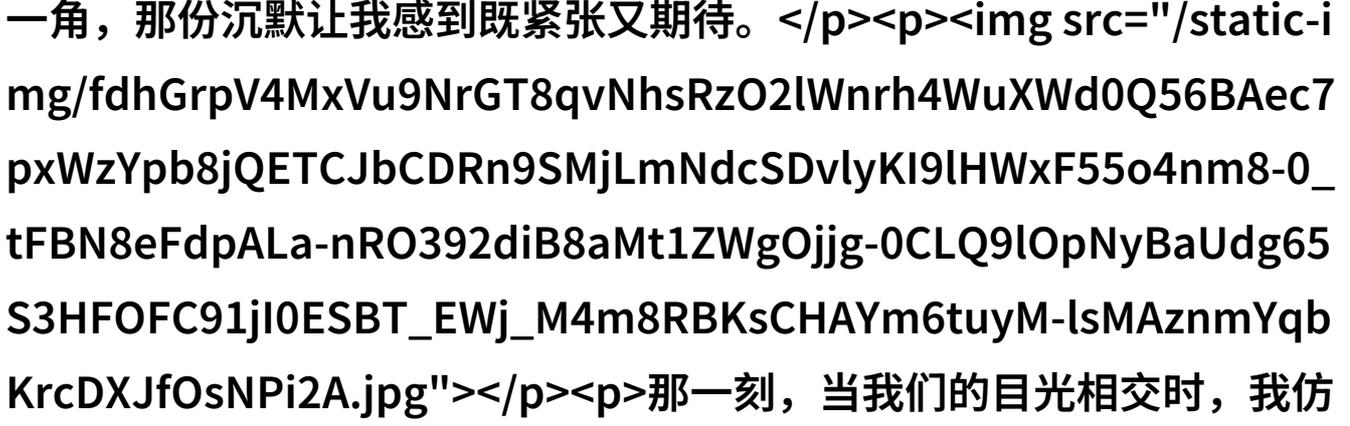 一角，那份沉默让我感到既紧张又期待。</p><p><img src="/static-i
mg/fdhGrpV4MxVu9NrGT8qvNhsRzO2lWnrh4WuXWd0Q56BAec7
pxWzYpb8jQETCJbCDRn9SMjLmNdcSDvlyKI9lHWxF55o4nm8-0_
tFBN8eFdpALa-nRO392diB8aMt1ZWgOjjg-0CLQ9lOpNyBaUdg65
S3HFOFC91jI0ESBT_EWj_M4m8RBKsCHAYm6tuyM-lsMAznmYqb
KrcDXJfOsNPi2A.jpg"></p><p>那一刻，当我们的目光相交时，我仿